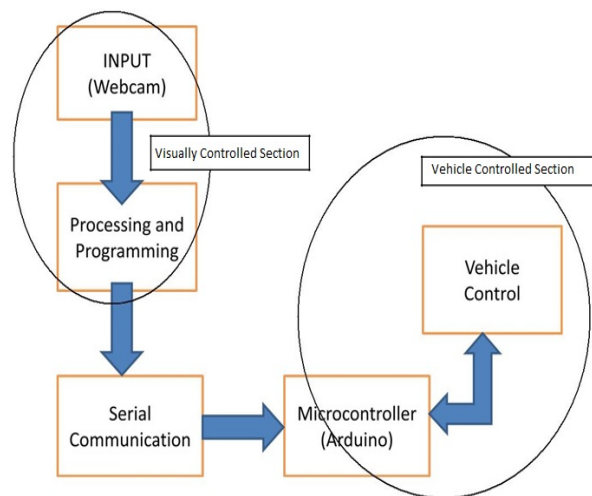 INPUT
(Webcam)
Visually Controlled Section
Vehicle Controlled Section
Processing and
Programming
Vehicle
Control
Serial
Communication
Microcontroller
(Arduino)